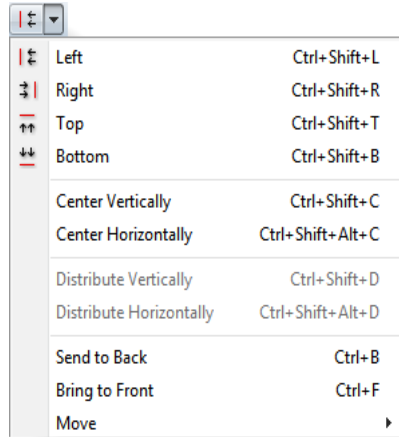 Left Ctrl+Shift+L
Right Ctrl+Shift+R
Top Ctrl+Shift+T
Bottom Ctrl+Shift+B
Center Vertically Ctrl+Shift+C
Center Horizontally Ctrl+Shift+Alt+C
Distribute Vertically Ctrl+Shift+D
Distribute Horizontally Ctrl+Shift+Alt+D
Send to Back Ctrl+B
Bring to Front Ctrl+F
Move